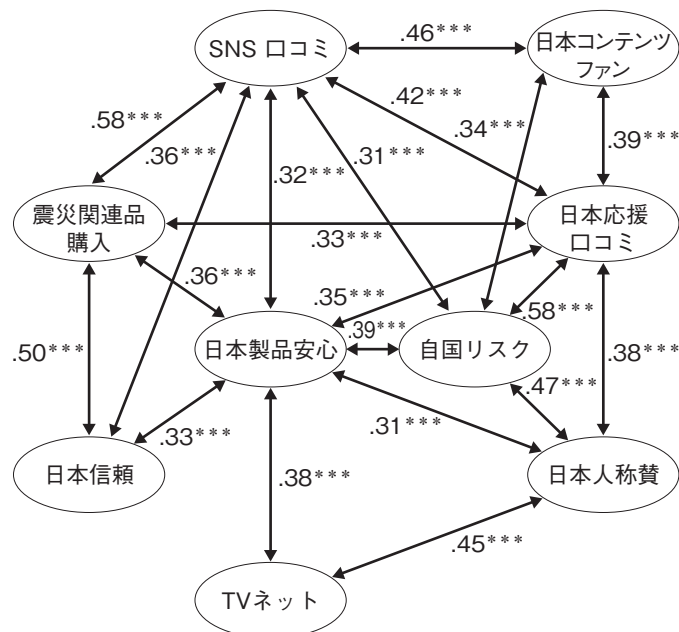 SNS 口コミ
.46***
日本コンテンツ
ファン
.58***
.36***
.32***
.31***
.42***
.34***
.39***
震災関連品
購入
.33***
日本応援
口コミ
.36***
.35***
.58***
.50***
日本製品安心
.39***
自国リスク
.38***
.33***
.31***
.47***
日本信頼
日本人称賛
.38***
.45***
TVネット